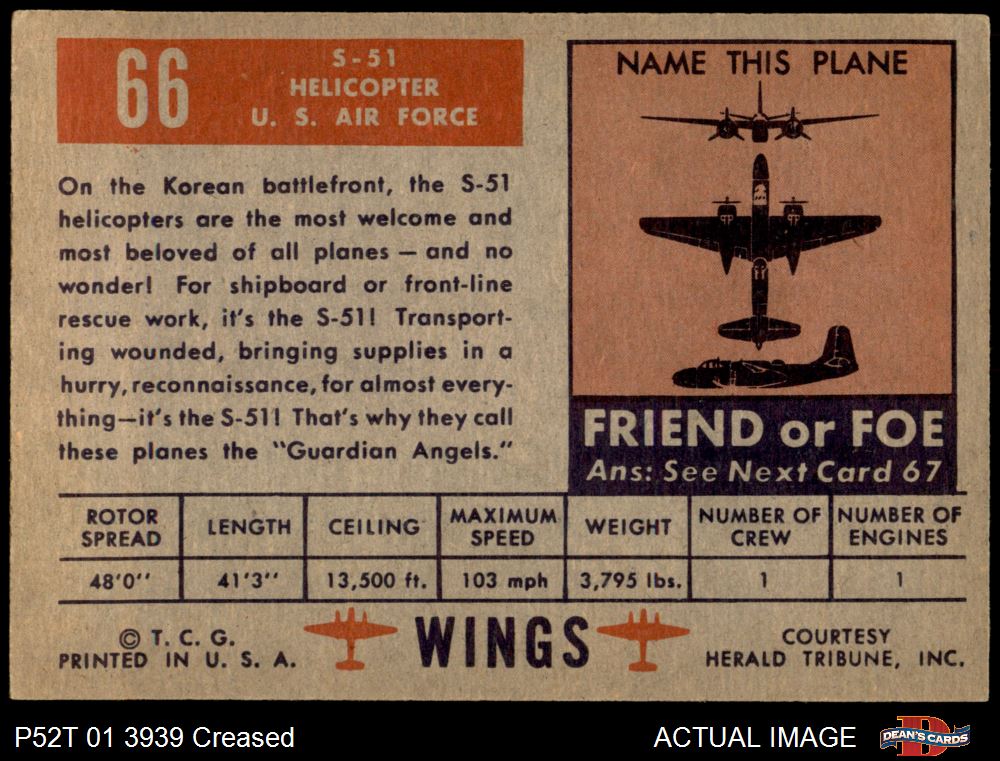 66
S-51
HELICOPTER
U. S. AIR FORCE
On the Korean battlefront, the S-51
helicopters are the most welcome and
most beloved of all planes — and no
wonder! For shipboard or front-line
rescue work, it's the S-51! Transport-
ing wounded, bringing supplies in a
hurry, reconnaissance, for almost every-
thing—it's the S-51! That's why they call
these planes the "Guardian Angels."
NAME THIS PLANE
FRIEND or FOE
Ans: See Next Card 67
ROTOR SPREAD LENGTH CEILING MAXIMUM SPEED WEIGHT NUMBER OF CREW NUMBER OF ENGINES
48'0'' 41'3'' 13,500 ft. 103 mph 3,795 lbs. 1 1
© T. C. G.
PRINTED IN U. S. A.
WINGS
COURTESY
HERALD TRIBUNE, INC.
P52T 01 3939 Creased
ACTUAL IMAGE
D
DEAN'S CARDS